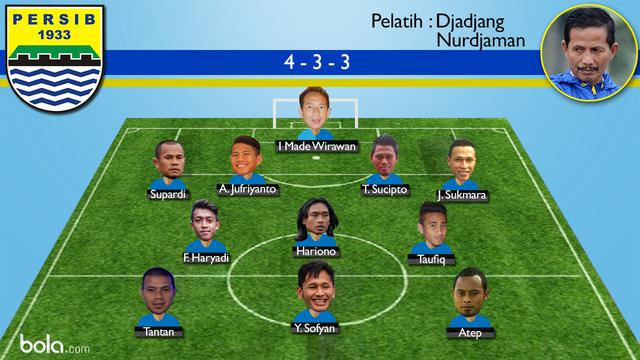 PERSIB
1933
Pelatih : Djadjang
Nurdjaman
4 - 3 - 3
I Made Wirawan
Supardi
A. Jufriyanto
T. Sucipto
J. Sukmara
F. Haryadi
Hariono
Taufiq
Tantan
Y. Sofyan
Atep
bola.com